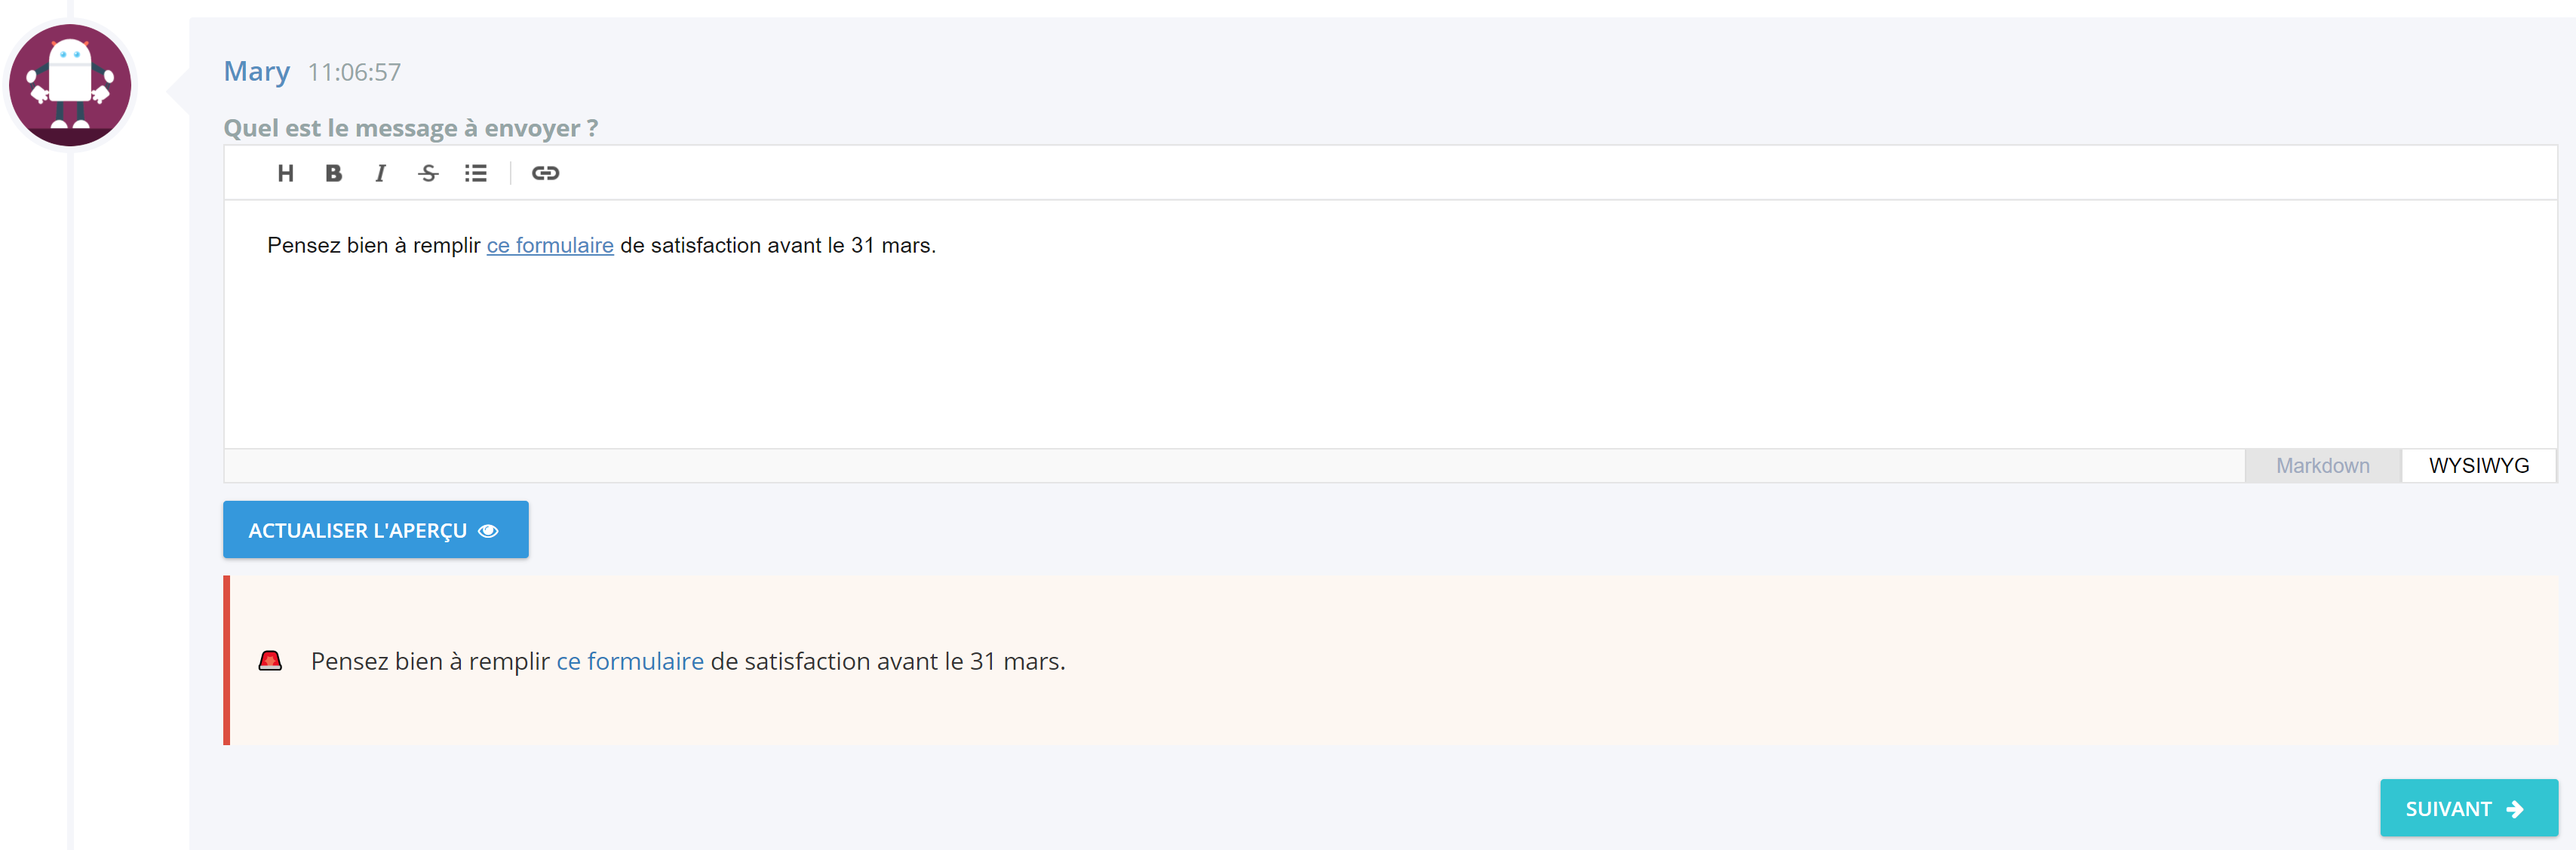 Mary 11:06:57
Quel est le message à envoyer ?
H B I S
Pensez bien à remplir ce formulaire de satisfaction avant le 31 mars.
Markdown WYSIWYG
ACTUALISER L'APERÇU
Pensez bien à remplir ce formulaire de satisfaction avant le 31 mars.
SUIVANT